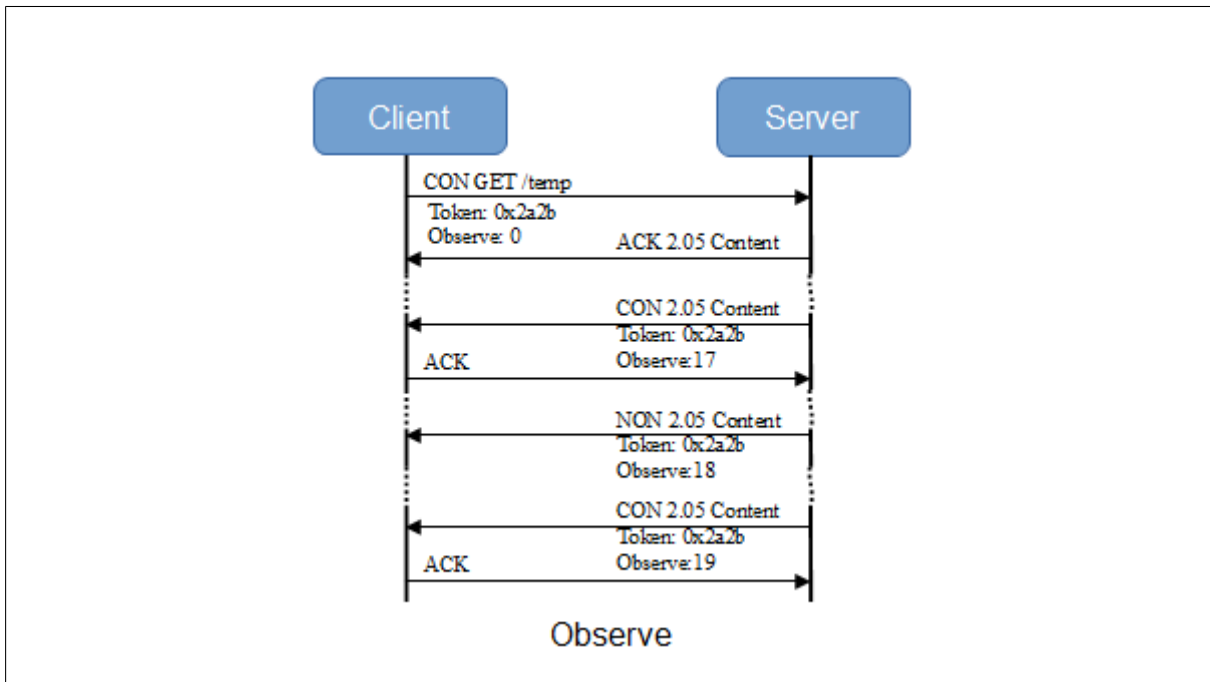 Client
Server
CON GET /temp
Token: 0x2a2b
Observe: 0
ACK 2.05 Content
CON 2.05 Content
Token: 0x2a2b
Observe:17
ACK
NON 2.05 Content
Token: 0x2a2b
Observe:18
CON 2.05 Content
Token: 0x2a2b
Observe:19
ACK
Observe